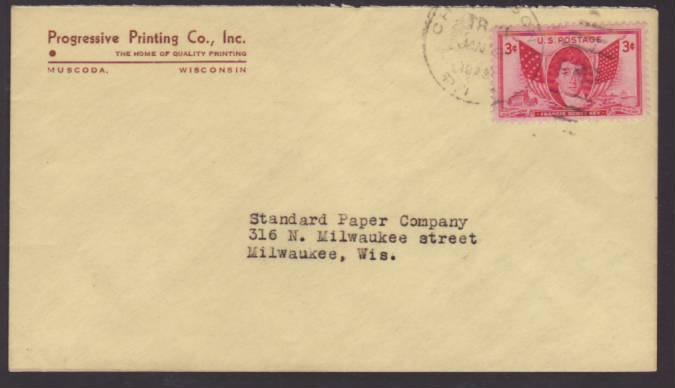 Progressive Printing Co., Inc.
THE HOME OF QUALITY PRINTING
MUSCODA, WISCONSIN
U.S. POSTAGE
3¢ 3¢
FRANCIS SCOTT KEY
JAN
Standard Paper Company
316 N. Milwaukee street
Milwaukee, Wis.